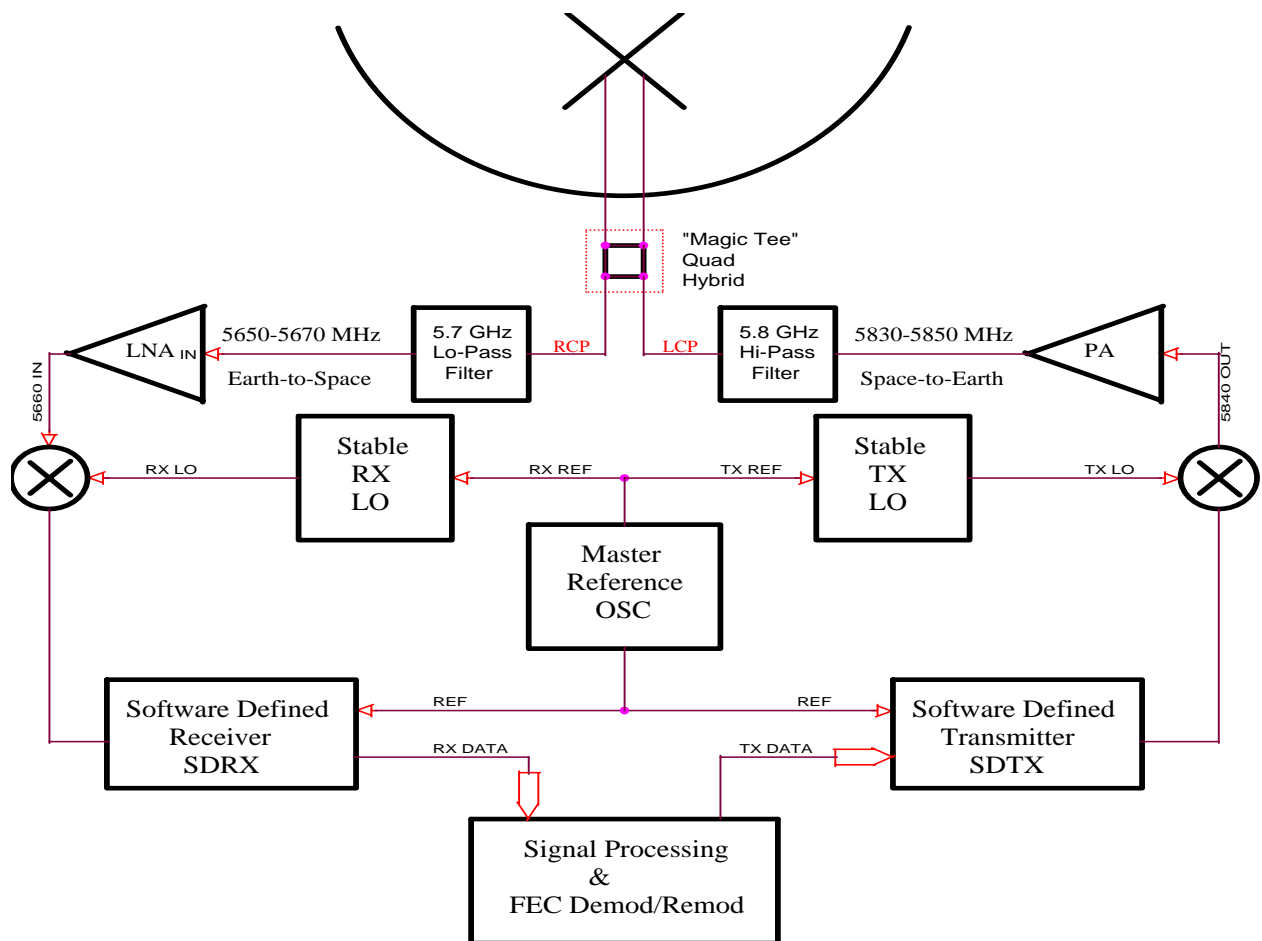 "Magic Tee"
Quad
Hybrid
LNA IN
5650-5670 MHz
Earth-to-Space
5.7 GHz
Lo-Pass
Filter
RCP
LCP
5.8 GHz
Hi-Pass
Filter
5830-5850 MHz
Space-to-Earth
PA
5660 IN
5840 OUT
RX LO
Stable
RX
LO
RX REF
TX REF
Stable
TX
LO
TX LO
Master
Reference
OSC
Software Defined
Receiver
SDRX
REF
RX DATA
REF
TX DATA
Software Defined
Transmitter
SDTX
Signal Processing
&
FEC Demod/Remod